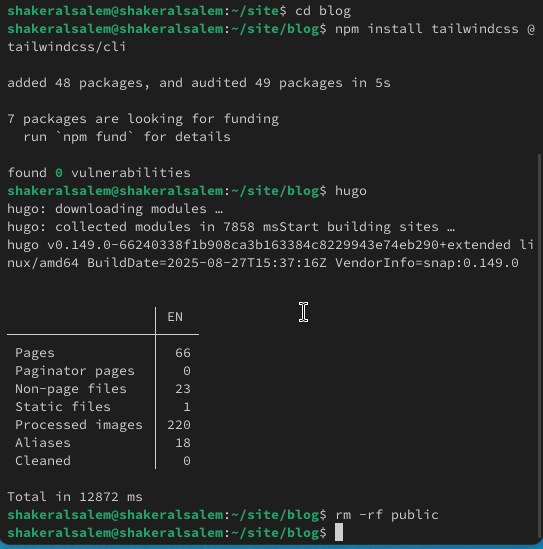 shakeralsalem@shakeralsalem:~/site$ cd blog
shakeralsalem@shakeralsalem:~/site/blog$ npm install tailwindcss @
tailwindcss/cli
added 48 packages, and audited 49 packages in 5s
7 packages are looking for funding
  run `npm fund` for details
found 0 vulnerabilities
shakeralsalem@shakeralsalem:~/site/blog$ hugo
hugo: downloading modules …
hugo: collected modules in 7858 msStart building sites …
hugo v0.149.0-66240338f1b908ca3b163384c8229943e74eb290+extended li
nux/amd64 BuildDate=2025-08-27T15:37:16Z VendorInfo=snap:0.149.0
EN
Pages 66
Paginator pages 0
Non-page files 23
Static files 1
Processed images 220
Aliases 18
Cleaned 0
Total in 12872 ms
shakeralsalem@shakeralsalem:~/site/blog$ rm -rf public
shakeralsalem@shakeralsalem:~/site/blog$